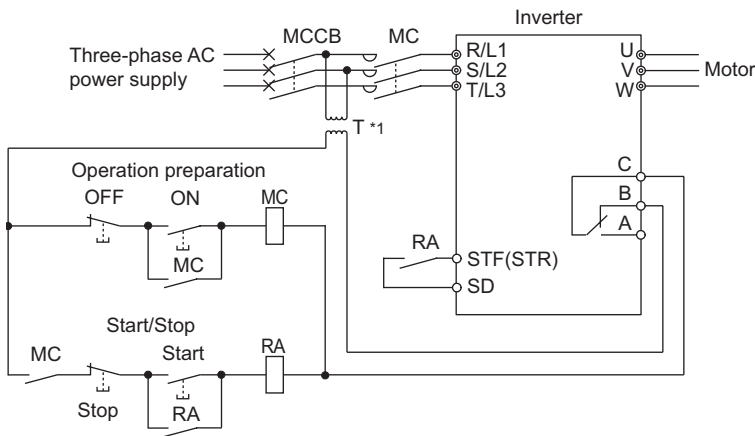 Inverter
MCCB
MC
Three-phase AC
power supply
R/L1
S/L2
T/L3
U
V
W
Motor
T *1
Operation preparation
OFF
ON
MC
MC
C
B
A
RA
STF(STR)
SD
Start/Stop
MC
Start
RA
Stop
RA